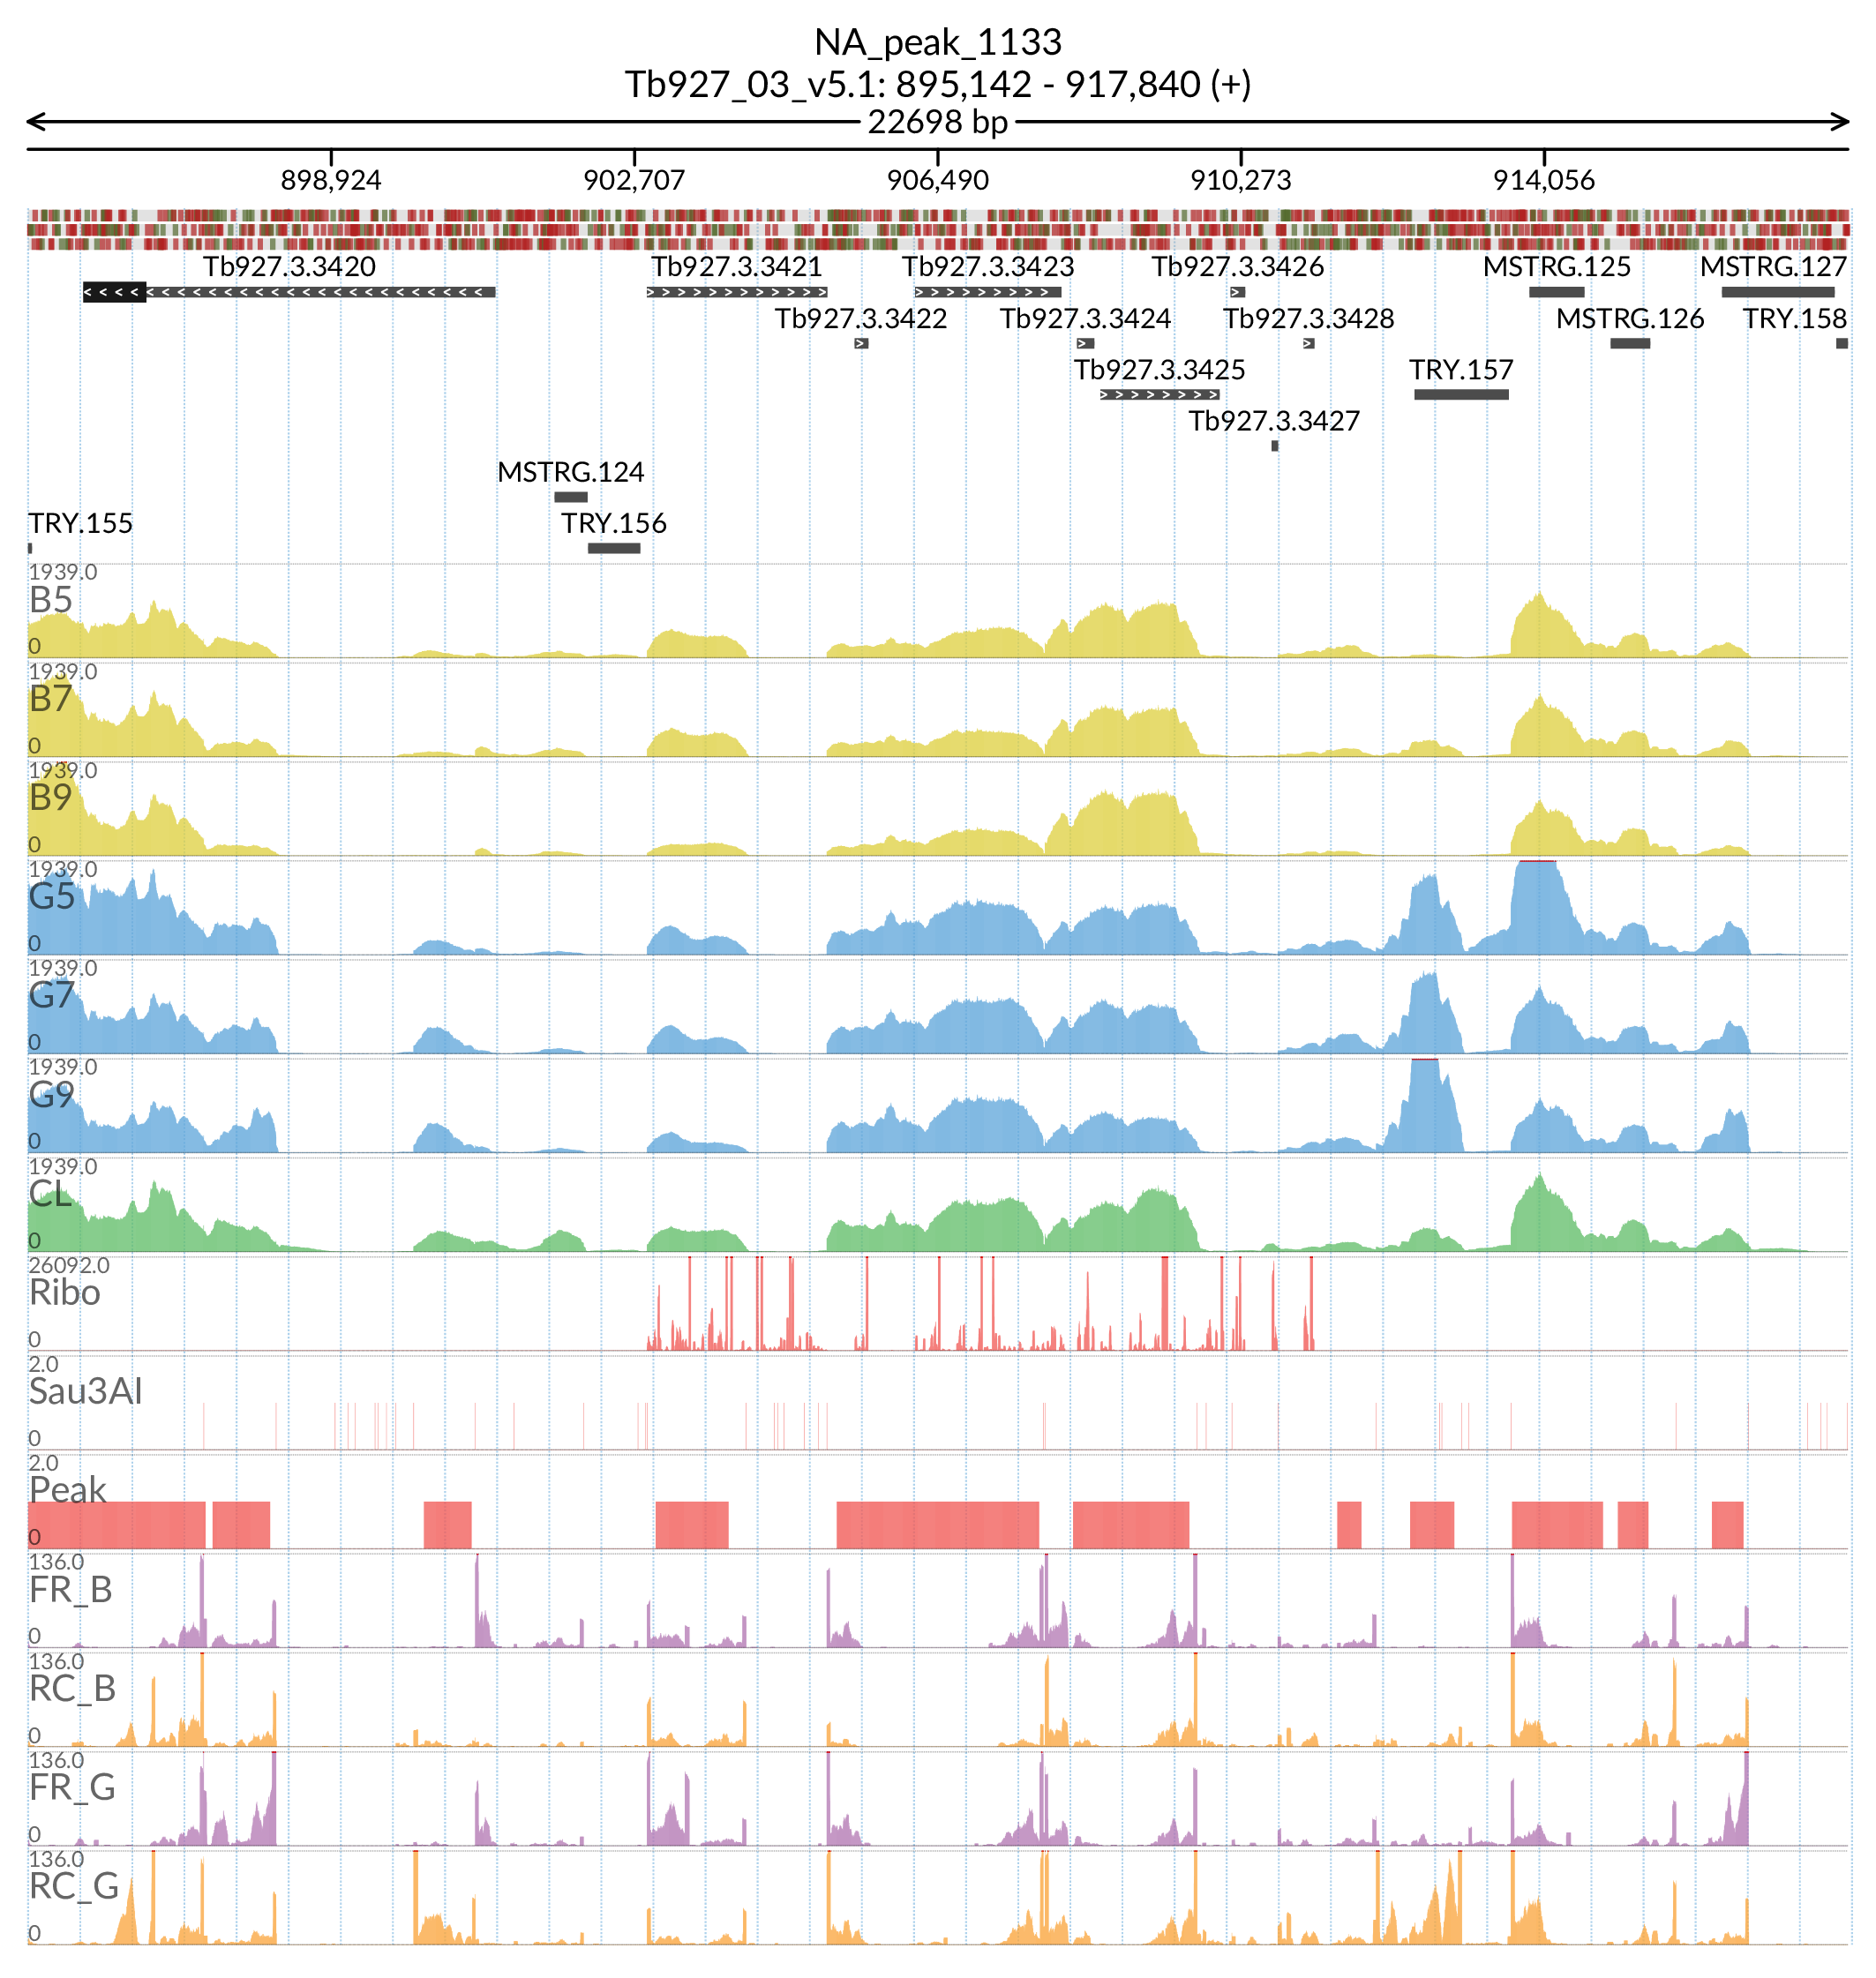 NA_peak_1133
Tb927_03_v5.1: 895,142 - 917,840 (+)
22698 bp
898,924 902,707 906,490 910,273 914,056
Tb927.3.3420 Tb927.3.3421 Tb927.3.3423 Tb927.3.3426 MSTRG.125 MSTRG.127
Tb927.3.3422 Tb927.3.3424 Tb927.3.3428 MSTRG.126 TRY.158
Tb927.3.3425 TRY.157
Tb927.3.3427
MSTRG.124
TRY.155 TRY.156
1939.0
B5
0
1939.0
B7
0
1939.0
B9
0
1939.0
G5
0
1939.0
G7
0
1939.0
G9
0
1939.0
CL
0
26092.0
Ribo
0
2.0
Sau3AI
0
2.0
Peak
0
136.0
FR_B
0
136.0
RC_B
0
136.0
FR_G
0
136.0
RC_G
0